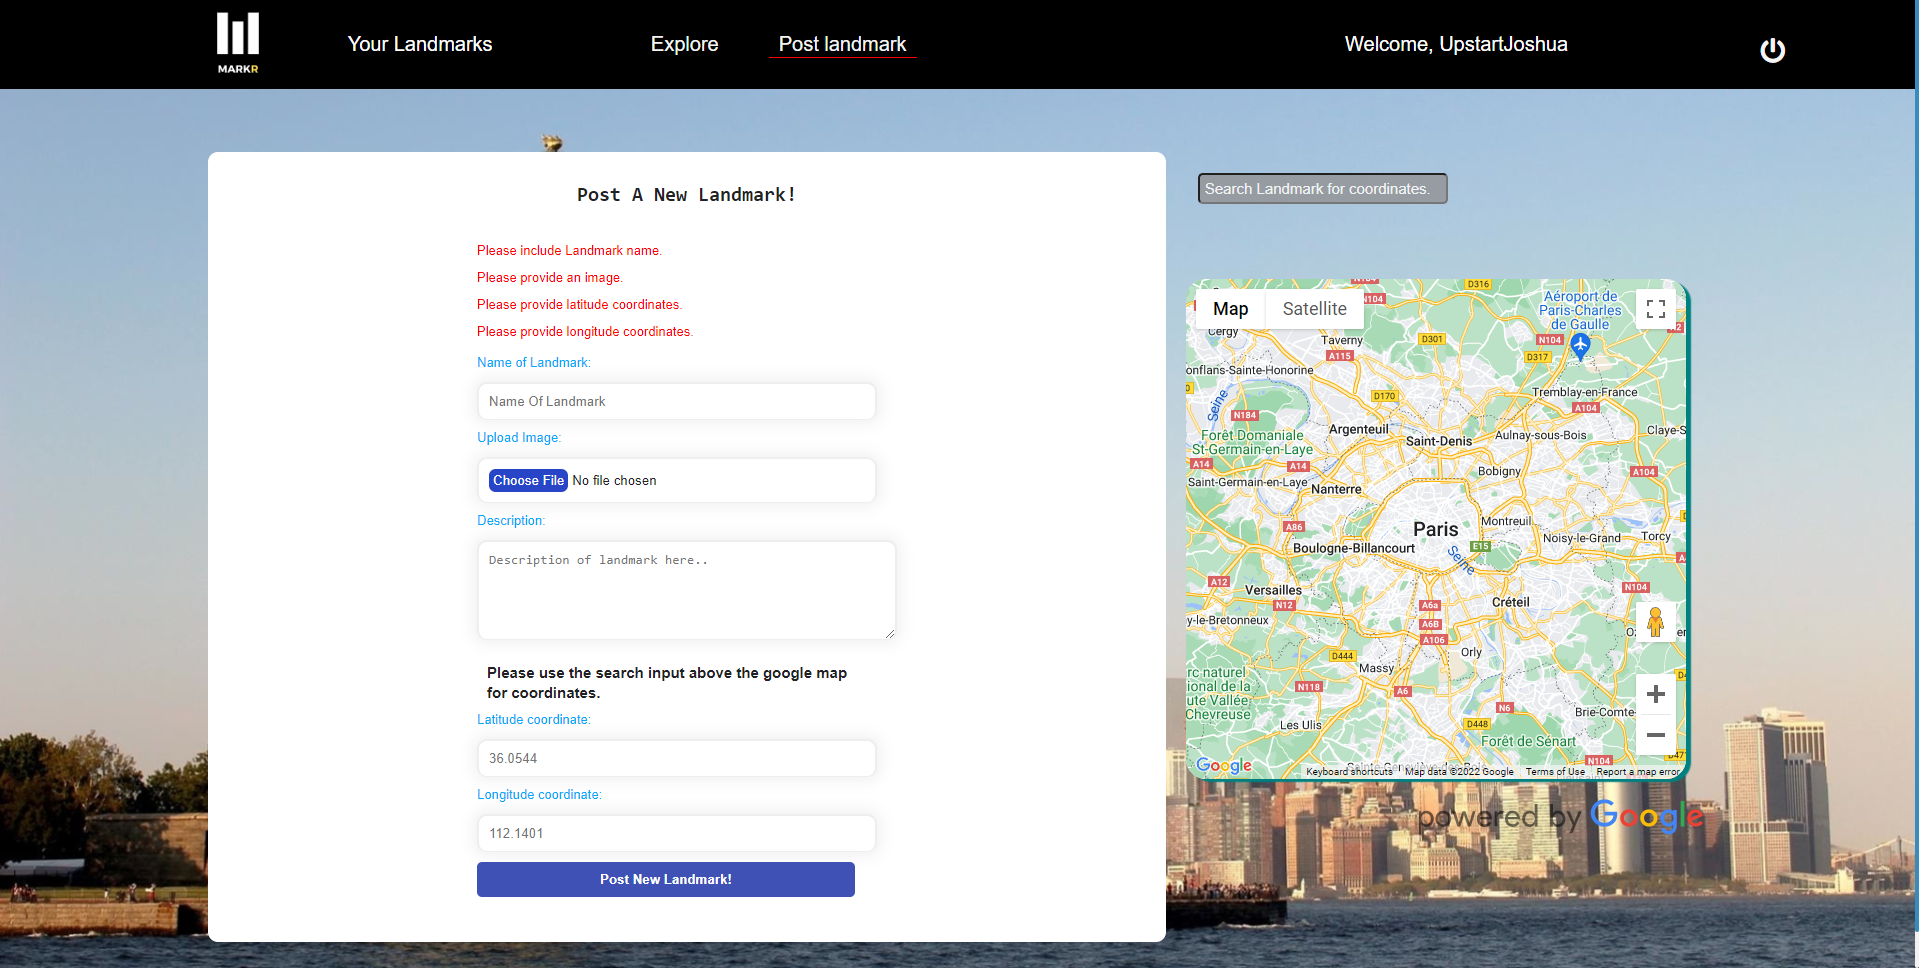 MARKR
Your Landmarks
Explore
Post landmark
Welcome, UpstartJoshua
Post A New Landmark!
Please include Landmark name.
Please provide an image.
Please provide latitude coordinates.
Please provide longitude coordinates.
Name of Landmark:
Name Of Landmark
Upload Image:
Choose File No file chosen
Description:
Description of landmark here..
Please use the search input above the google map
for coordinates.
Latitude coordinate:
36.0544
Longitude coordinate:
112.1401
Post New Landmark!
Search Landmark for coordinates.
Map
Satellite
D316
N104
Aéroport de
Paris-Charles
de Gaulle
Cergy
Taverny
D301
N104
A115
D317
onflans-Sainte-Honorine
Tremblay-en-France
D170
A104
Seine
N184
Argenteuil
Saint-Denis
Aulnay-sous-Bois
Claye-S
Forêt Domaniale
St-Germain-en-Laye
A14
A14
Bobigny
A104
Saint-Germain-en-Laye
Nanterre
A86
Paris
Montreuil
Noisy-le-Grand
Torcy
Boulogne-Billancourt
E15
Seine
A12
Versailles
N104
N12
A6a
Créteil
y-le-Bretonneux
A6B
A106
D444
Orly
Massy
rc naturel
ional de la
ute Vallée
Chevreuse
N118
A6
N6
Brie-Comte-
Les Ulis
D448
Forêt de Sénart
N104
D471
Google
Keyboard shortcuts
Map data ©2022 Google
Terms of Use
Report a map error
powered by Google